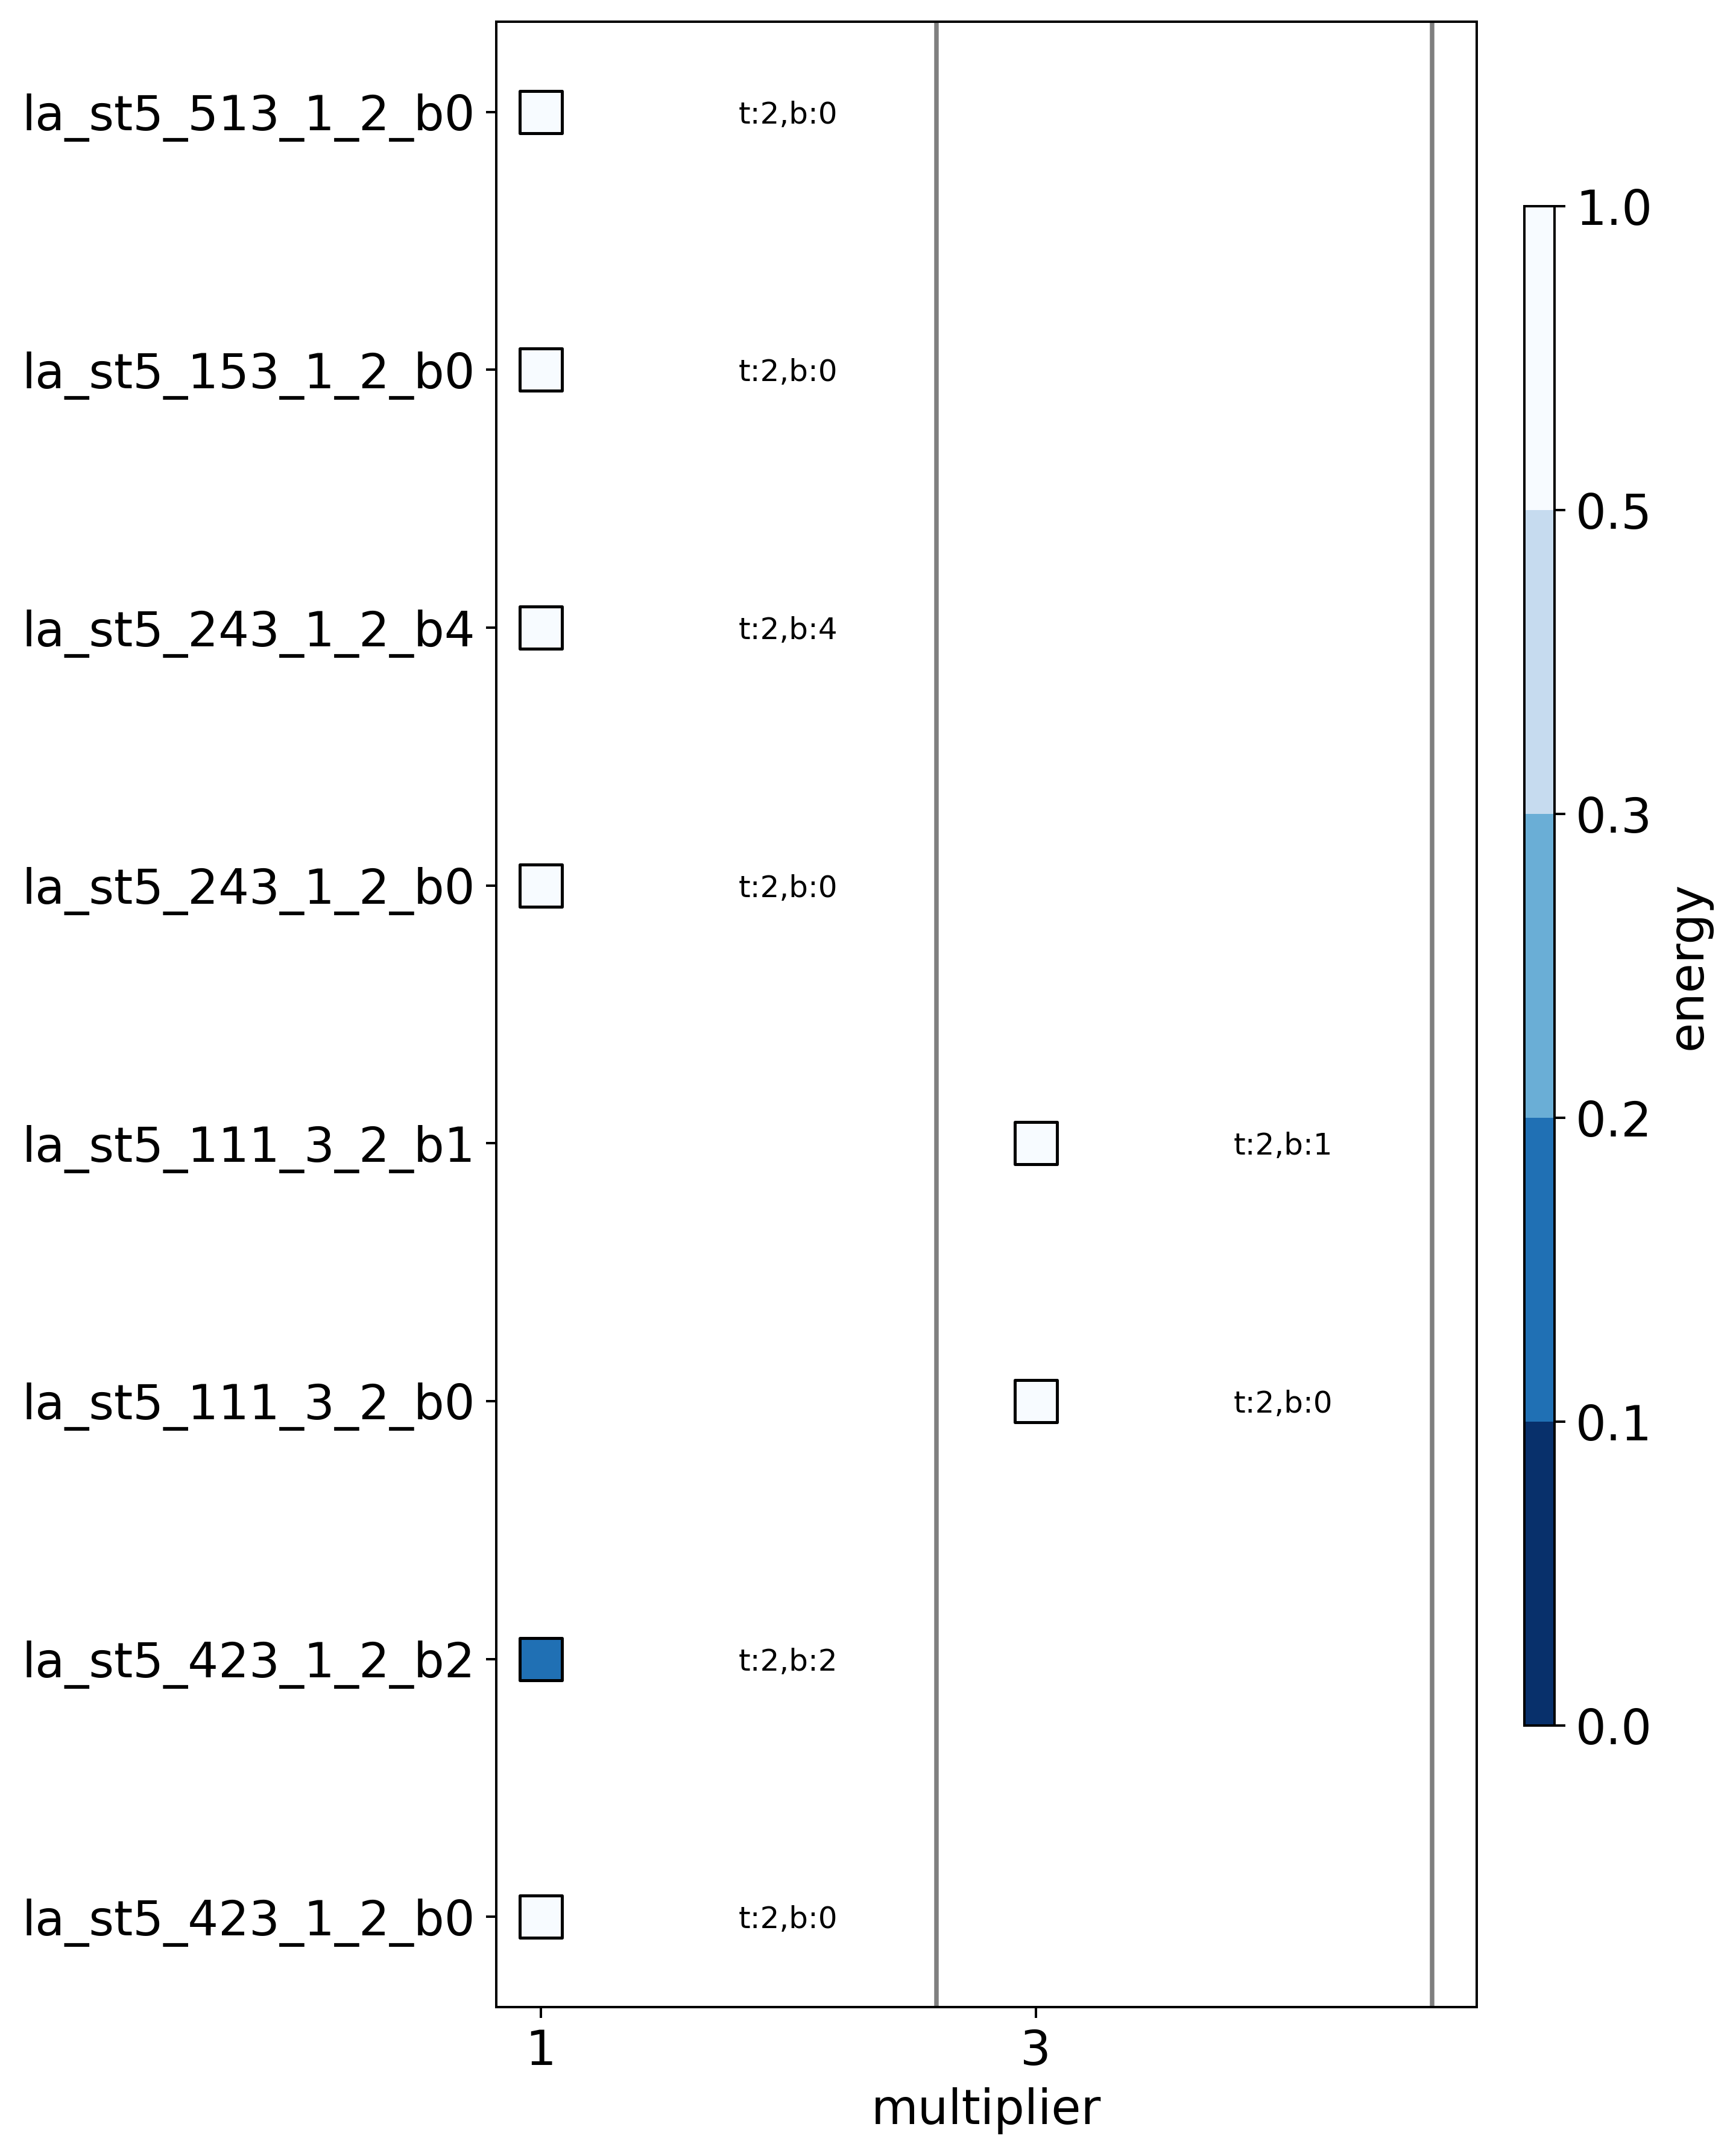 la_st5_513_1_2_b0 t:2,b:0
la_st5_153_1_2_b0 t:2,b:0
la_st5_243_1_2_b4 t:2,b:4
la_st5_243_1_2_b0 t:2,b:0
la_st5_111_3_2_b1 t:2,b:1
la_st5_111_3_2_b0 t:2,b:0
la_st5_423_1_2_b2 t:2,b:2
la_st5_423_1_2_b0 t:2,b:0
1 3
multiplier
1.0
0.5
0.3
0.2
0.1
0.0
energy